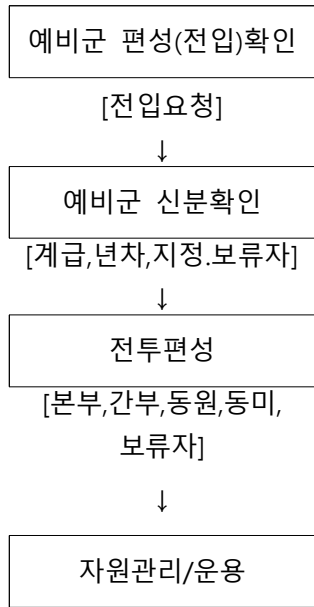 예비군 편성(전입)확인
[전입요청]
↓
예비군 신분확인
[계급,년차,지정.보류자]
↓
전투편성
[본부,간부,동원,동미,
보류자]
↓
자원관리/운용